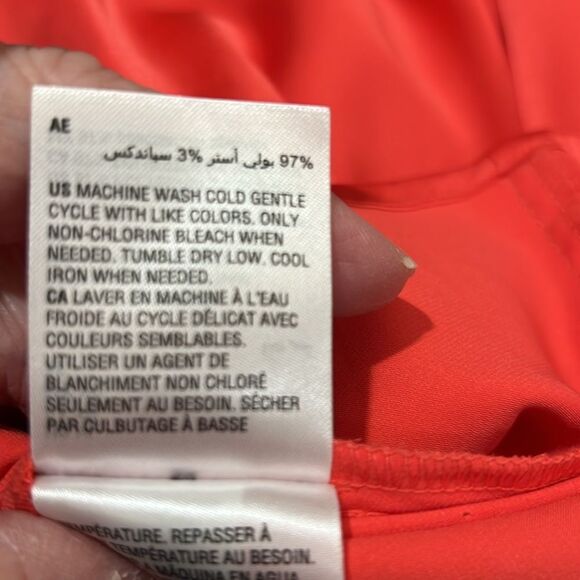 AE
97% بولي أستر 3% سباندكس
US MACHINE WASH COLD GENTLE
CYCLE WITH LIKE COLORS. ONLY
NON-CHLORINE BLEACH WHEN
NEEDED. TUMBLE DRY LOW. COOL
IRON WHEN NEEDED.
CA LAVER EN MACHINE À L'EAU
FROIDE AU CYCLE DÉLICAT AVEC
COULEURS SEMBLABLES.
UTILISER UN AGENT DE
BLANCHIMENT NON CHLORÉ
SEULEMENT AU BESOIN. SÉCHER
PAR CULBUTAGE À BASSE
TEMPÉRATURE. REPASSER À
TEMPÉRATURE AU BESOIN.
MÁQUINA EN AGUA